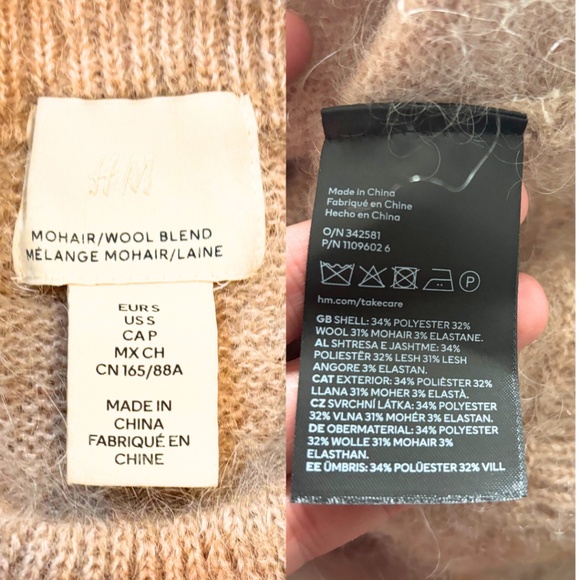 H&M
MOHAIR/WOOL BLEND
MÉLANGE MOHAIR/LAINE
EUR S
US S
CA P
MX CH
CN 165/88A
MADE IN
CHINA
FABRIQUÉ EN
CHINE
Made in China
Fabriqué en Chine
Hecho en China
O/N 342581
P/N 1109602 6
P
hm.com/takecare
GB SHELL: 34% POLYESTER 32%
WOOL 31% MOHAIR 3% ELASTANE.
AL SHTRESA E JASHTME: 34%
POLIESTËR 32% LESH 31% LESH
ANGORE 3% ELASTAN.
CAT EXTERIOR: 34% POLIÈSTER 32%
LLANA 31% MOHER 3% ELASTÀ.
CZ SVRCHNÍ LÁTKA: 34% POLYESTER
32% VLNA 31% MOHÉR 3% ELASTAN.
DE OBERMATERIAL: 34% POLYESTER
32% WOLLE 31% MOHAIR 3%
ELASTHAN.
EE ÜMBRIS: 34% POLÜESTER 32% VILL